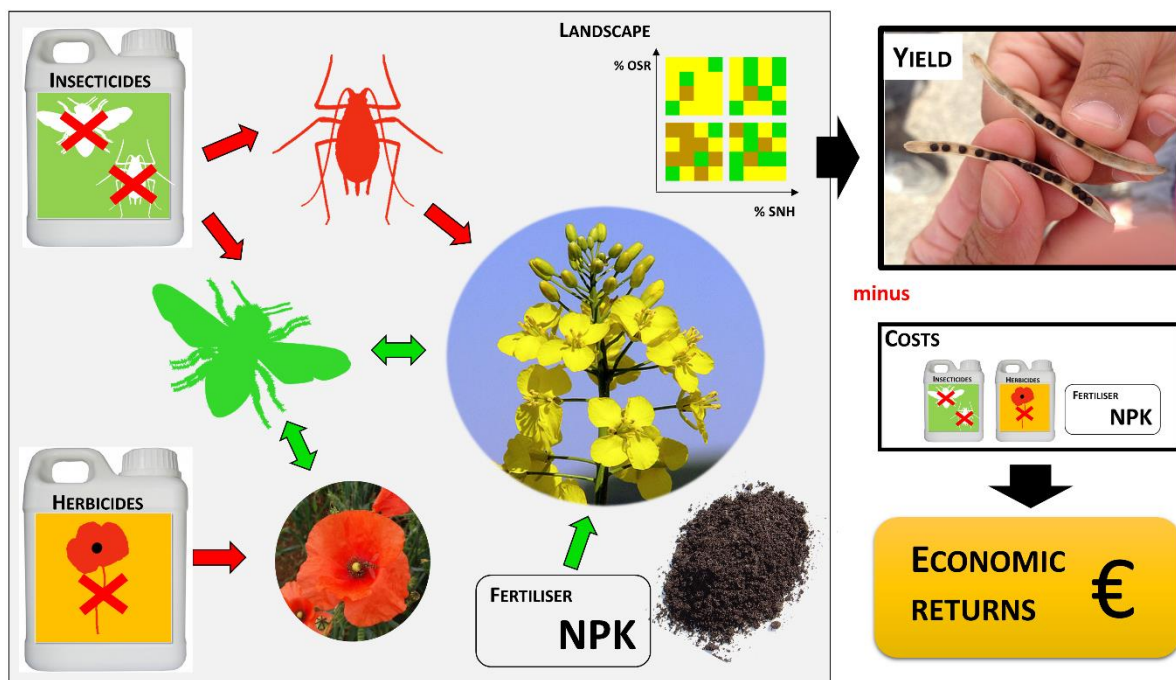 INSECTICIDES
LANDSCAPE
% OSR
% SNH
YIELD
minus
COSTS
INSECTICIDES
HERBICIDES
FERTILISER
NPK
HERBICIDES
FERTILISER
NPK
ECONOMIC
RETURNS €